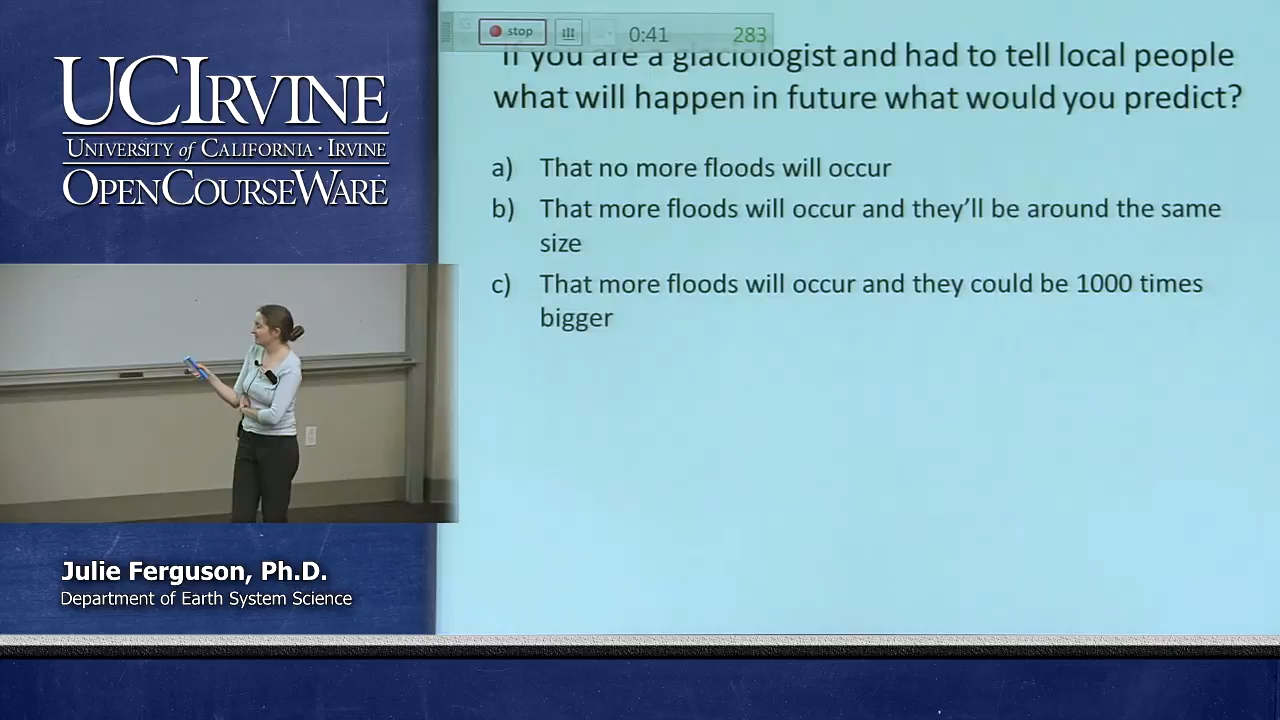 UCIRVINE
UNIVERSITY of CALIFORNIA · IRVINE
OPENCOURSEWARE
stop
0:41
283
If you are a glaciologist and had to tell local people
what will happen in future what would you predict?
a) That no more floods will occur
b) That more floods will occur and they’ll be around the same
size
c) That more floods will occur and they could be 1000 times
bigger
Julie Ferguson, Ph.D.
Department of Earth System Science